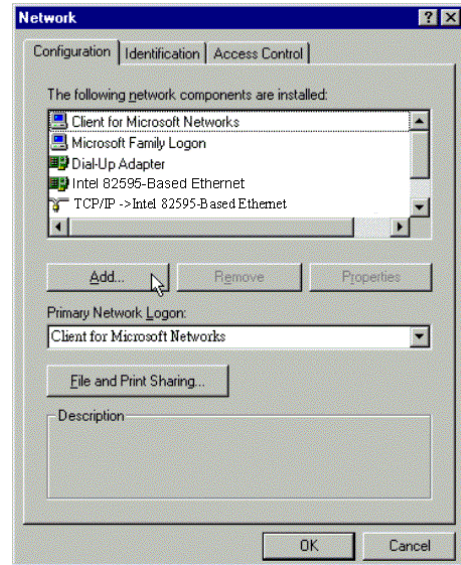 Network
Configuration Identification Access Control
The following network components are installed:
Client for Microsoft Networks
Microsoft Family Logon
Dial-Up Adapter
Intel 82595-Based Ethernet
TCP/IP ->Intel 82595-Based Ethernet
Add... Remove Properties
Primary Network Logon:
Client for Microsoft Networks
File and Print Sharing...
Description
OK Cancel